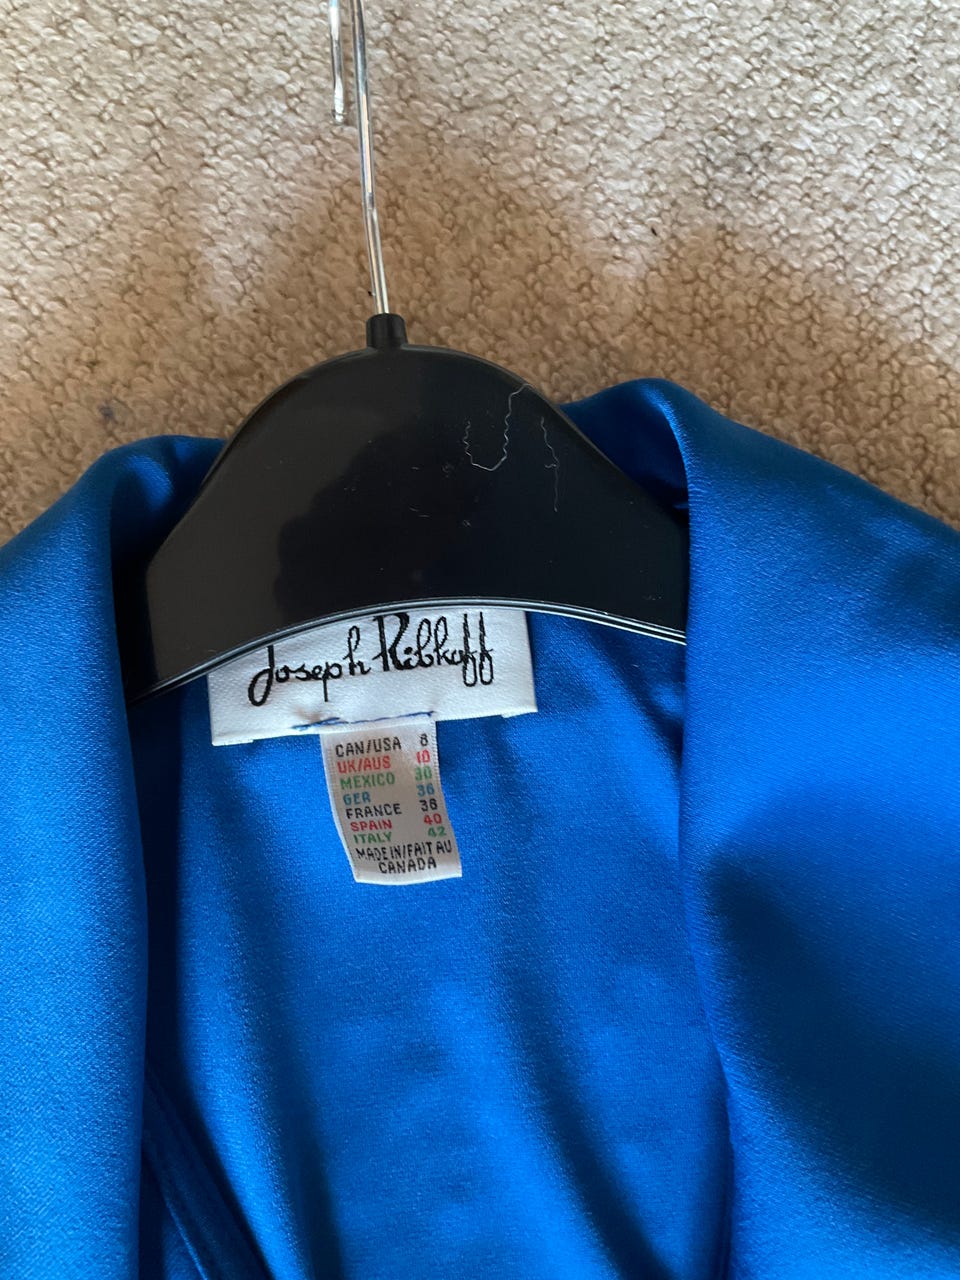 Joseph Ribkoff
CAN/USA 8
UK/AUS 10
MEXICO 30
GER 36
FRANCE 38
SPAIN 40
ITALY 42
MADE IN/FAIT AU
CANADA